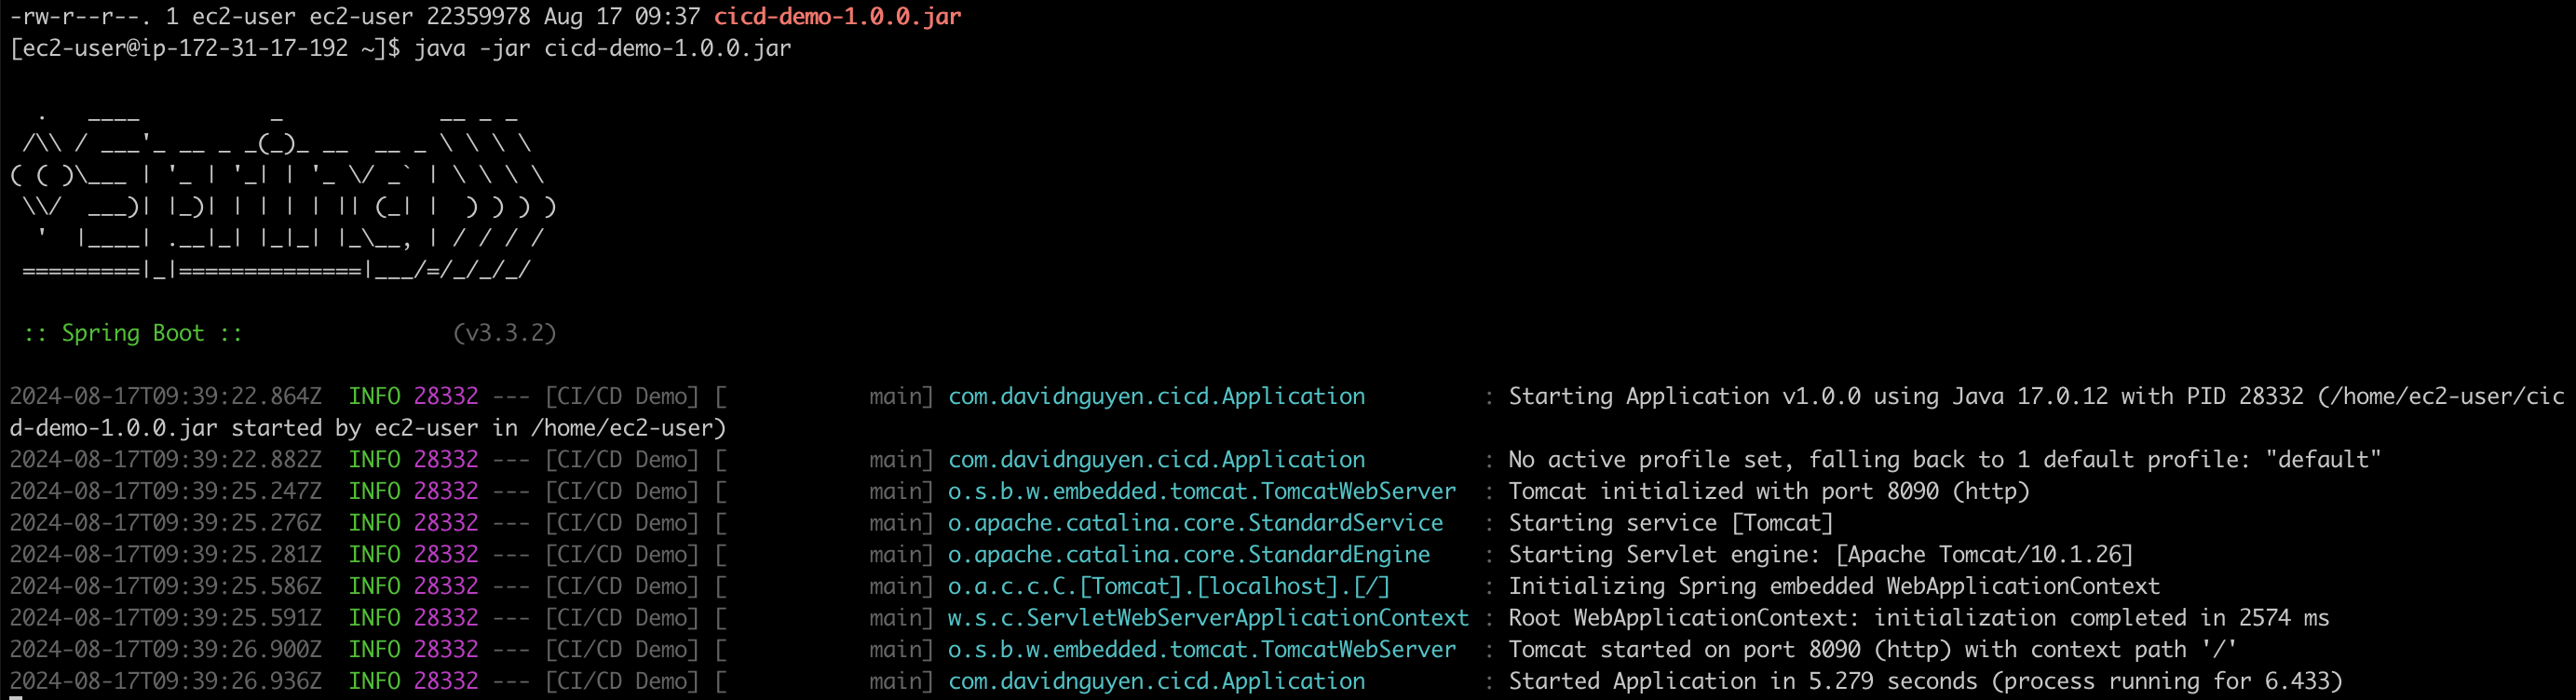 -rw-r--r--. 1 ec2-user ec2-user 22359978 Aug 17 09:37 cicd-demo-1.0.0.jar
[ec2-user@ip-172-31-17-192 ~]$ java -jar cicd-demo-1.0.0.jar

  .   ____          _            __ _ _
 /\\ / ___'_ __ _ _(_)_ __  __ _ \ \ \ \
( ( )\___ | '_ | '_| | '_ \/ _` | \ \ \ \
 \\/  ___)| |_)| | | | | || (_| |  ) ) ) )
  '  |____| .__|_| |_|_| |_\__, | / / / /
 =========|_|==============|___/=/_/_/_/

 :: Spring Boot ::                (v3.3.2)

2024-08-17T09:39:22.864Z  INFO 28332 --- [CI/CD Demo] [           main] com.davidnguyen.cicd.Application         : Starting Application v1.0.0 using Java 17.0.12 with PID 28332 (/home/ec2-user/cic
d-demo-1.0.0.jar started by ec2-user in /home/ec2-user)
2024-08-17T09:39:22.882Z  INFO 28332 --- [CI/CD Demo] [           main] com.davidnguyen.cicd.Application         : No active profile set, falling back to 1 default profile: "default"
2024-08-17T09:39:25.247Z  INFO 28332 --- [CI/CD Demo] [           main] o.s.b.w.embedded.tomcat.TomcatWebServer  : Tomcat initialized with port 8090 (http)
2024-08-17T09:39:25.276Z  INFO 28332 --- [CI/CD Demo] [           main] o.apache.catalina.core.StandardService   : Starting service [Tomcat]
2024-08-17T09:39:25.281Z  INFO 28332 --- [CI/CD Demo] [           main] o.apache.catalina.core.StandardEngine    : Starting Servlet engine: [Apache Tomcat/10.1.26]
2024-08-17T09:39:25.586Z  INFO 28332 --- [CI/CD Demo] [           main] o.a.c.c.C.[Tomcat].[localhost].[/]       : Initializing Spring embedded WebApplicationContext
2024-08-17T09:39:25.591Z  INFO 28332 --- [CI/CD Demo] [           main] w.s.c.ServletWebServerApplicationContext : Root WebApplicationContext: initialization completed in 2574 ms
2024-08-17T09:39:26.900Z  INFO 28332 --- [CI/CD Demo] [           main] o.s.b.w.embedded.tomcat.TomcatWebServer  : Tomcat started on port 8090 (http) with context path '/'
2024-08-17T09:39:26.936Z  INFO 28332 --- [CI/CD Demo] [           main] com.davidnguyen.cicd.Application         : Started Application in 5.279 seconds (process running for 6.433)